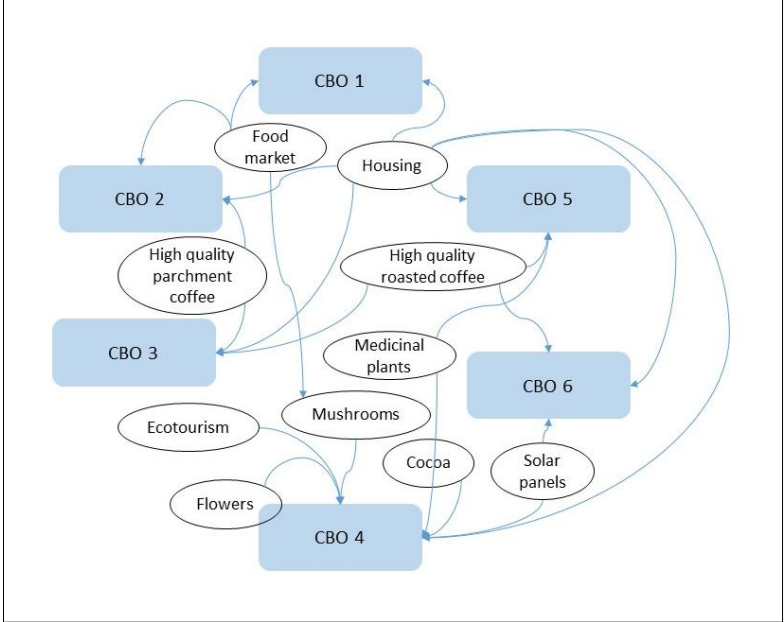 CBO 1
Food
market
Housing
CBO 2
CBO 5
High quality
parchment
coffee
High quality
roasted coffee
CBO 3
Medicinal
plants
CBO 6
Mushrooms
Ecotourism
Cocoa
Solar
panels
Flowers
CBO 4